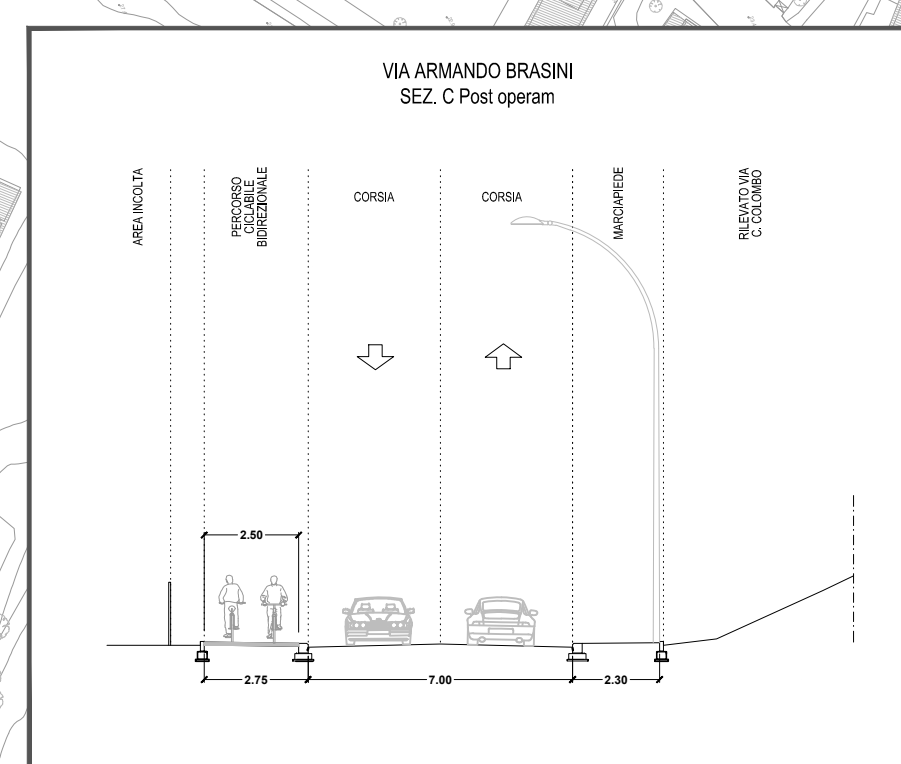 VIA ARMANDO BRASINI
SEZ. C Post operam
AREA INCOLTA
PERCORSO
CICLABILE
BIDIREZIONALE
CORSIA
CORSIA
MARCIAPIEDE
RILEVATO VIA
C. COLOMBO
2.50
2.75
7.00
2.30